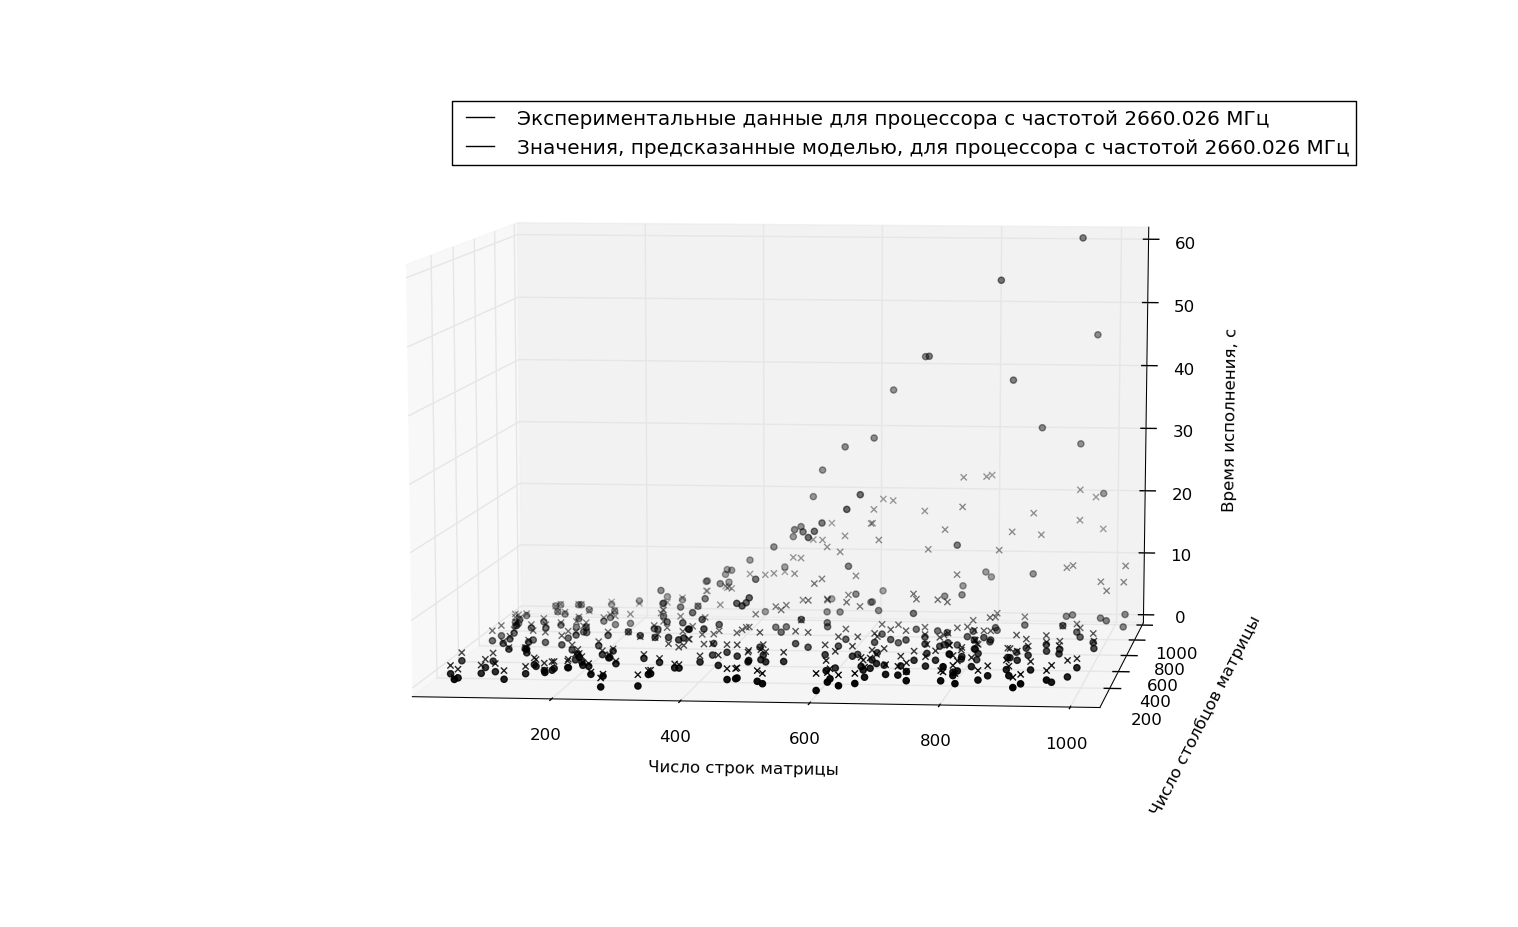 Экспериментальные данные для процессора с частотой 2660.026 МГц
Значения, предсказанные моделью, для процессора с частотой 2660.026 МГц
60
50
40
30
20
10
0
Время исполнения, с
1000
800
600
400
200
Число столбцов матрицы
200 400 600 800 1000
Число строк матрицы